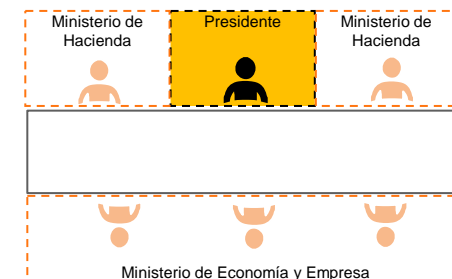 Ministerio de
Hacienda
Presidente
Ministerio de
Hacienda
Ministerio de Economía y Empresa